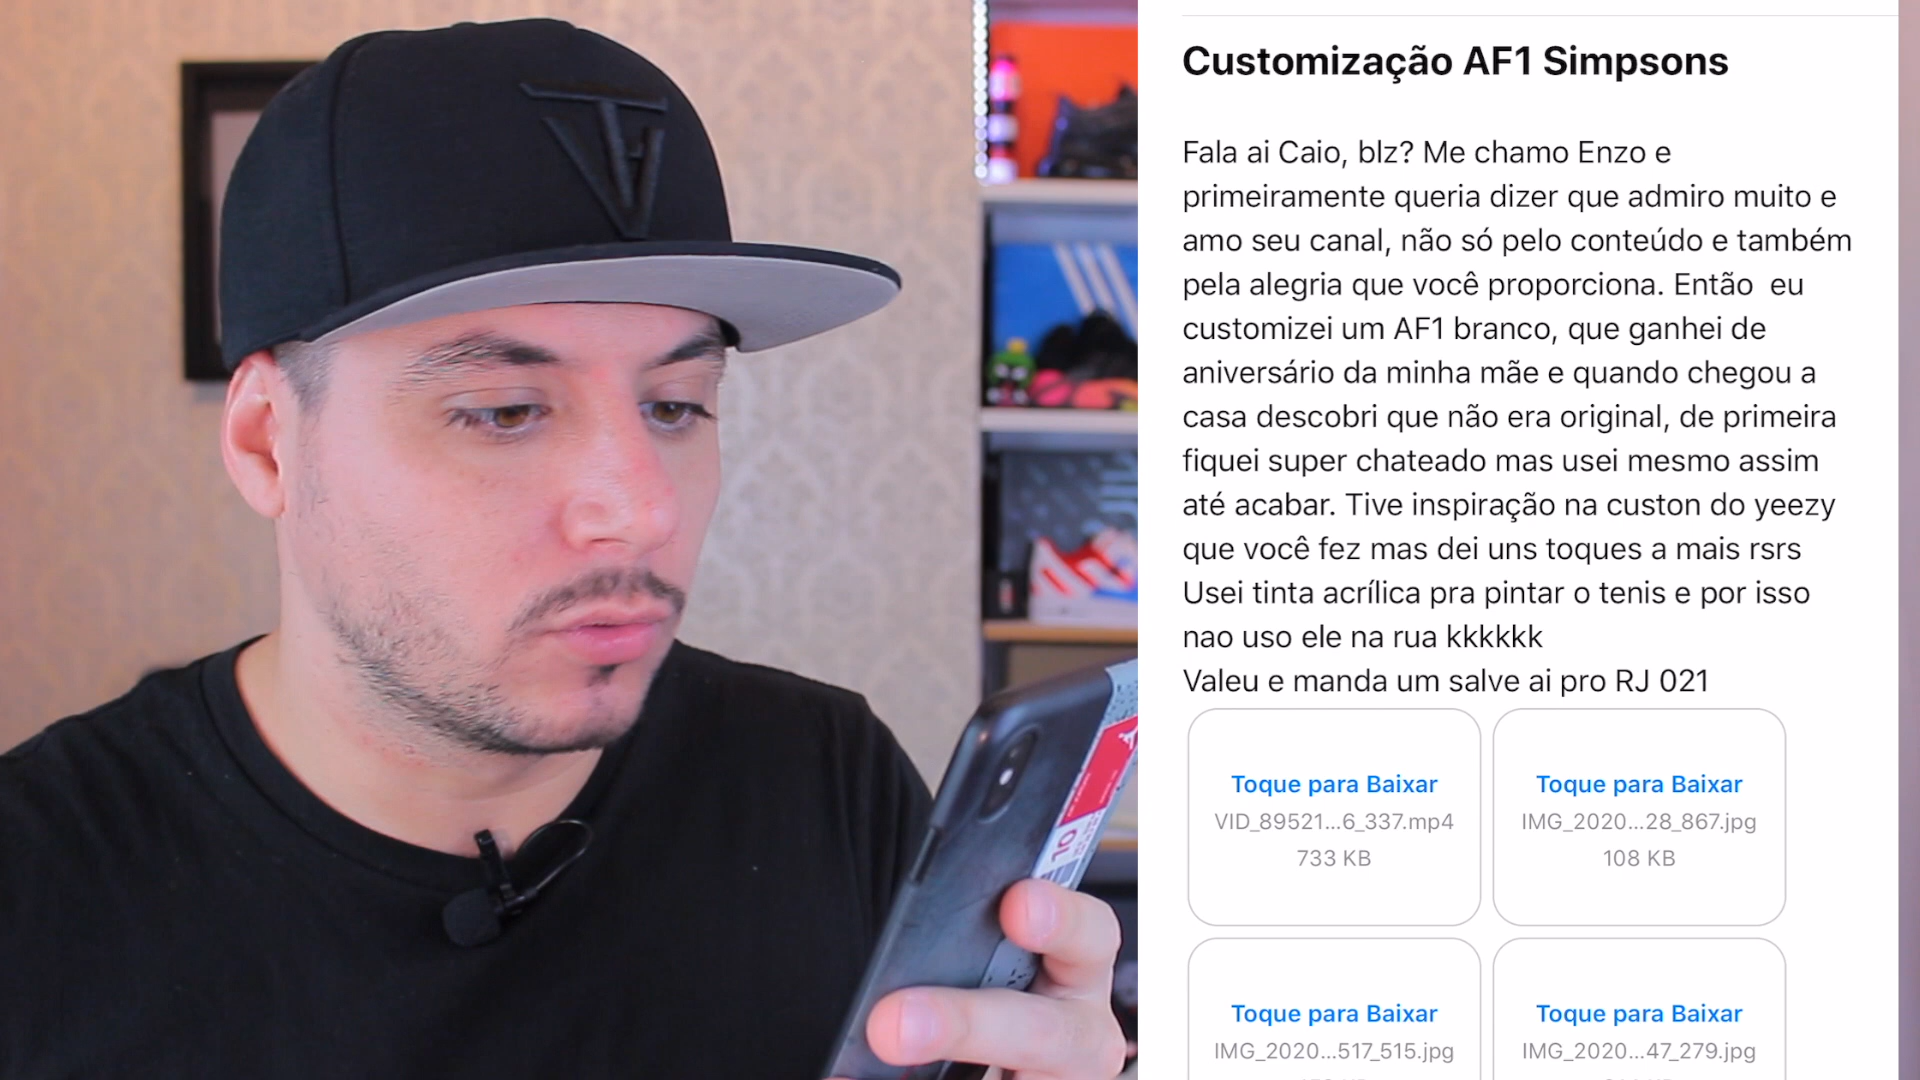 Customização AF1 Simpsons
Fala ai Caio, blz? Me chamo Enzo e
primeiramente queria dizer que admiro muito e
amo seu canal, não só pelo conteúdo e também
pela alegria que você proporciona. Então  eu
customizei um AF1 branco, que ganhei de
aniversário da minha mãe e quando chegou a
casa descobri que não era original, de primeira
fiquei super chateado mas usei mesmo assim
até acabar. Tive inspiração na custon do yeezy
que você fez mas dei uns toques a mais rsrs
Usei tinta acrílica pra pintar o tenis e por isso
nao uso ele na rua kkkkkk
Valeu e manda um salve ai pro RJ 021
Toque para Baixar
VID_89521...6_337.mp4
733 KB
Toque para Baixar
IMG_2020...28_867.jpg
108 KB
Toque para Baixar
IMG_2020...517_515.jpg
Toque para Baixar
IMG_2020...47_279.jpg